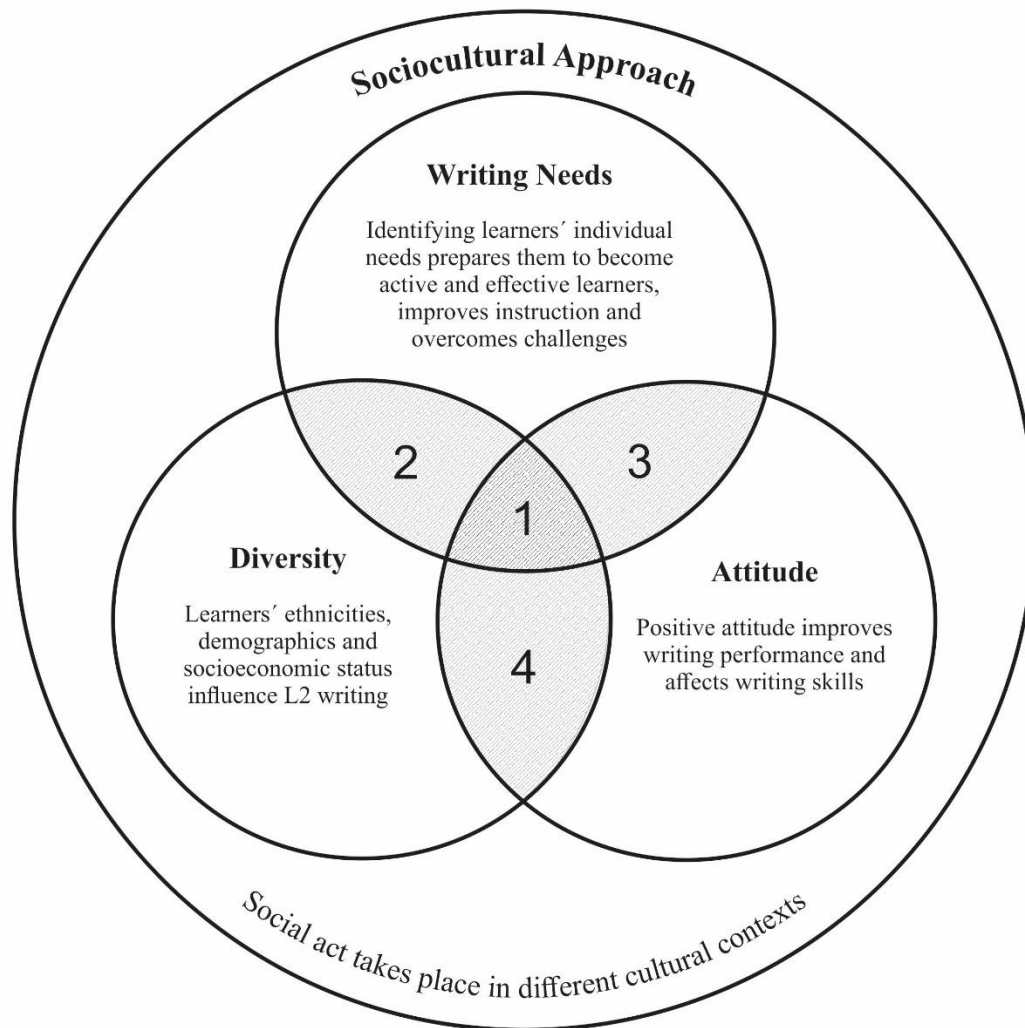 Sociocultural Approach
Writing Needs
Identifying learners´ individual
needs prepares them to become
active and effective learners,
improves instruction and
overcomes challenges
2
3
1
Diversity
Learners´ ethnicities,
demographics and
socioeconomic status
influence L2 writing
Attitude
Positive attitude improves
writing performance and
affects writing skills
4
Social act takes place in different cultural contexts